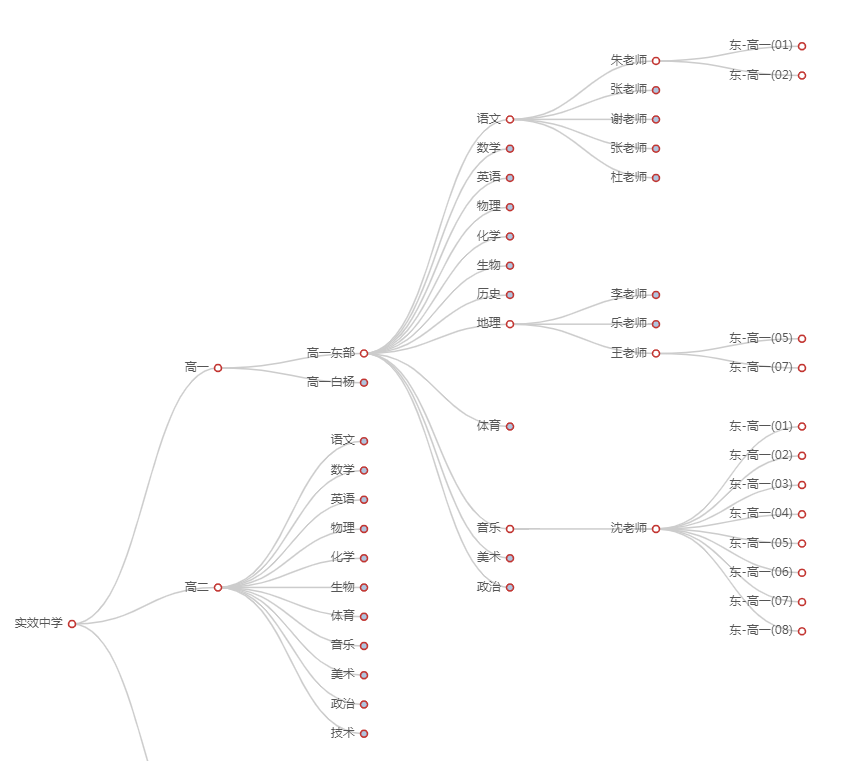 东-高一(01)
朱老师
东-高一(02)
张老师
语文
谢老师
数学
张老师
英语
杜老师
物理
化学
生物
历史
李老师
地理
乐老师
东-高一(05)
高一东部
王老师
高一
东-高一(07)
高一白杨
体育
东-高一(01)
语文
东-高一(02)
数学
东-高一(03)
英语
东-高一(04)
物理
音乐
沈老师
东-高一(05)
化学
美术
东-高一(06)
高二
生物
政治
东-高一(07)
体育
实效中学
东-高一(08)
音乐
美术
政治
技术